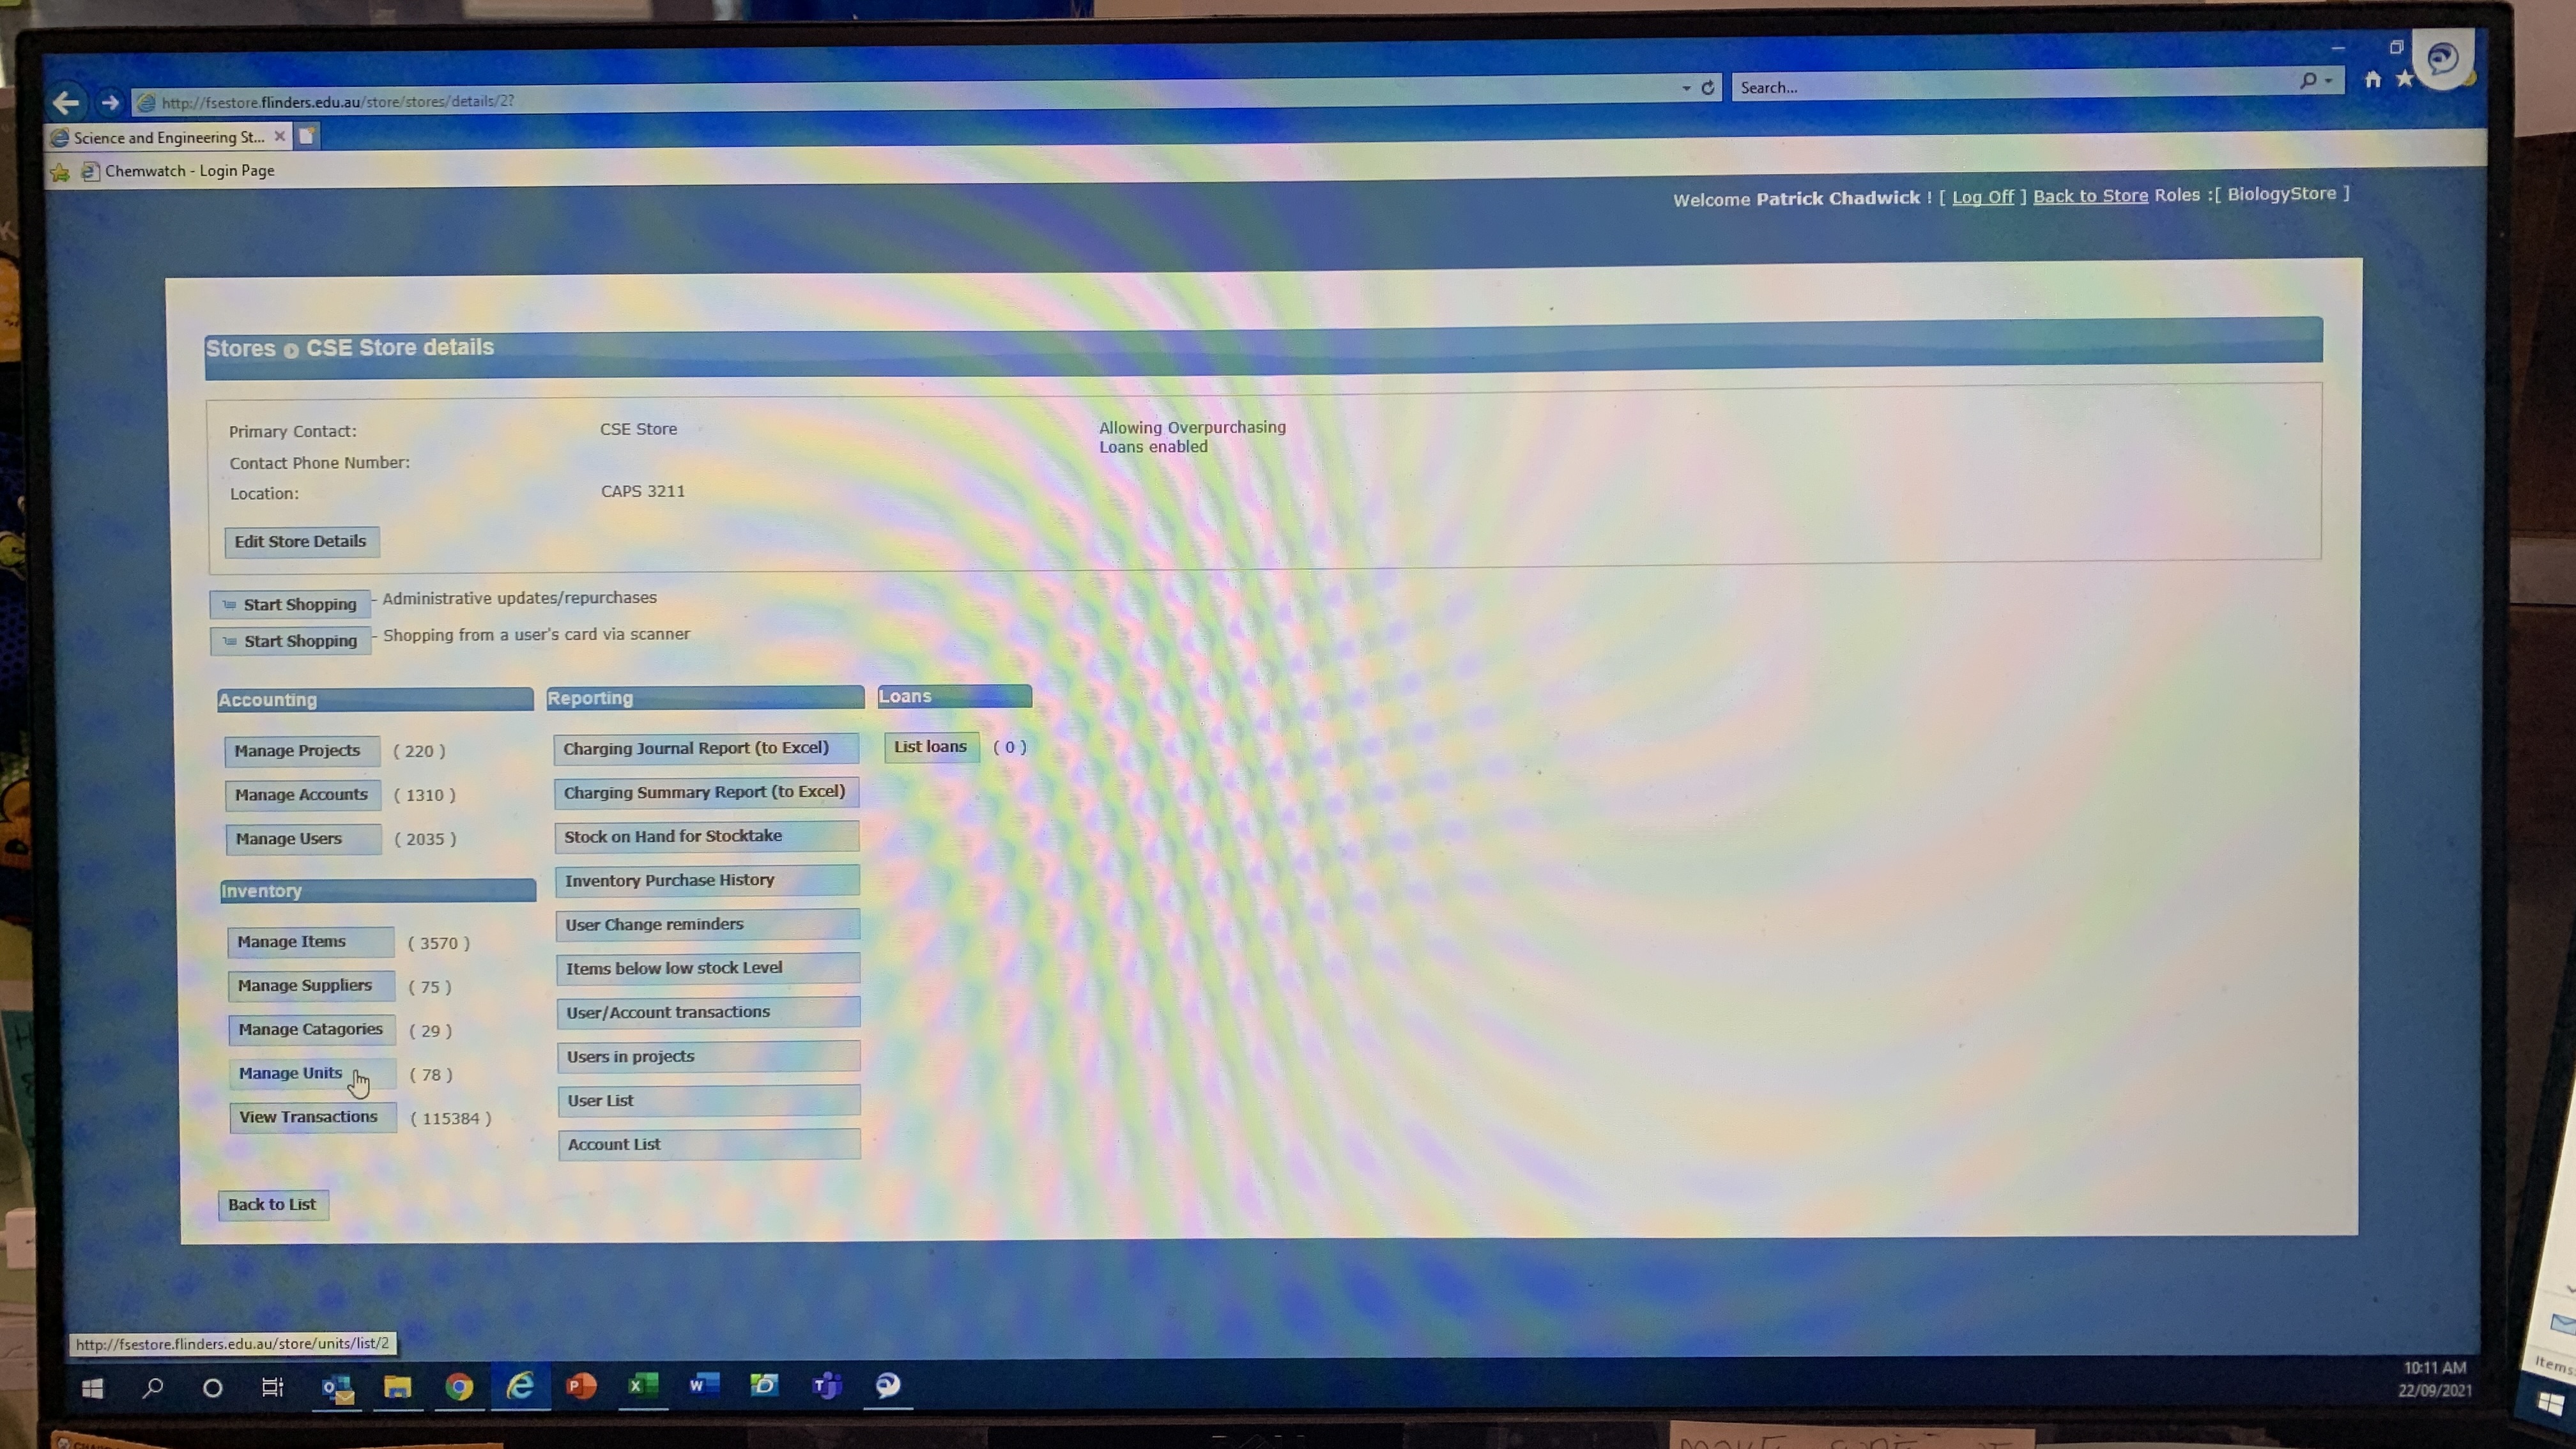 http://fsestore.flinders.edu.au/store/stores/details/2?
Search...
Science and Engineering St...
Chemwatch - Login Page
Welcome Patrick Chadwick ! [ Log Off ] Back to Store Roles :[ BiologyStore ]
Stores CSE Store details
Primary Contact: CSE Store Allowing Overpurchasing
Loans enabled
Contact Phone Number:
Location: CAPS 3211
Edit Store Details
Start Shopping - Administrative updates/repurchases
Start Shopping - Shopping from a user's card via scanner
Accounting
Manage Projects ( 220 )
Manage Accounts ( 1310 )
Manage Users ( 2035 )
Inventory
Manage Items ( 3570 )
Manage Suppliers ( 75 )
Manage Catagories ( 29 )
Manage Units ( 78 )
View Transactions ( 115384 )
Reporting
Charging Journal Report (to Excel)
Charging Summary Report (to Excel)
Stock on Hand for Stocktake
Inventory Purchase History
User Change reminders
Items below low stock Level
User/Account transactions
Users in projects
User List
Account List
Loans
List loans ( 0 )
Back to List
http://fsestore.flinders.edu.au/store/units/list/2
10:11 AM
22/09/2021
Items